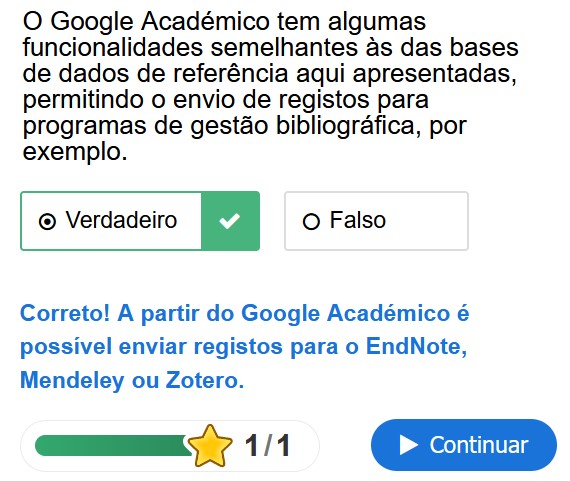 O Google Académico tem algumas
funcionalidades semelhantes às das bases
de dados de referência aqui apresentadas,
permitindo o envio de registos para
programas de gestão bibliográfica, por
exemplo.
Verdadeiro
Falso
Correto! A partir do Google Académico é
possível enviar registos para o EndNote,
Mendeley ou Zotero.
1/1
Continuar